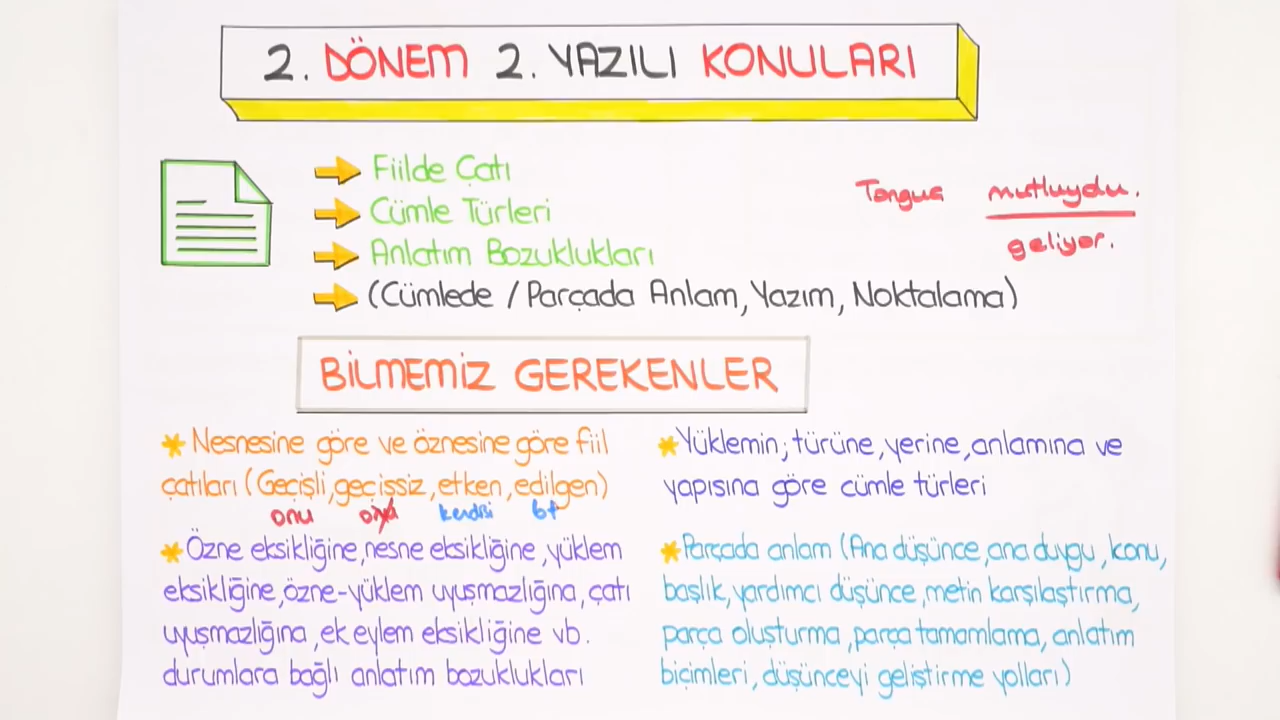 2. DÖNEM 2. YAZILI KONULARI
Fiilde Çatı
Cümle Türleri
Anlatım Bozuklukları
(Cümlede / Parçada Anlam, Yazım, Noktalama)
Tonguç mutluydu.
geliyor.
BİLMEMİZ GEREKENLER
Nesnesine göre ve öznesine göre fiil
çatıları (Geçişli, geçişsiz, etken, edilgen)
onu kendisi
Özne eksikliğine, nesne eksikliğine, yüklem
eksikliğine, özne-yüklem uyuşmazlığına, çatı
uyuşmazlığına, ek eylem eksikliğine vb.
durumlara bağlı anlatım bozuklukları
Yüklemin; türüne, yerine, anlamına ve
yapısına göre cümle türleri
Parçada anlam (Ana düşünce, ana duygu, konu,
başlık, yardımcı düşünce, metin karşılaştırma,
parça oluşturma, parça tamamlama, anlatım
biçimleri, düşünceyi geliştirme yolları)